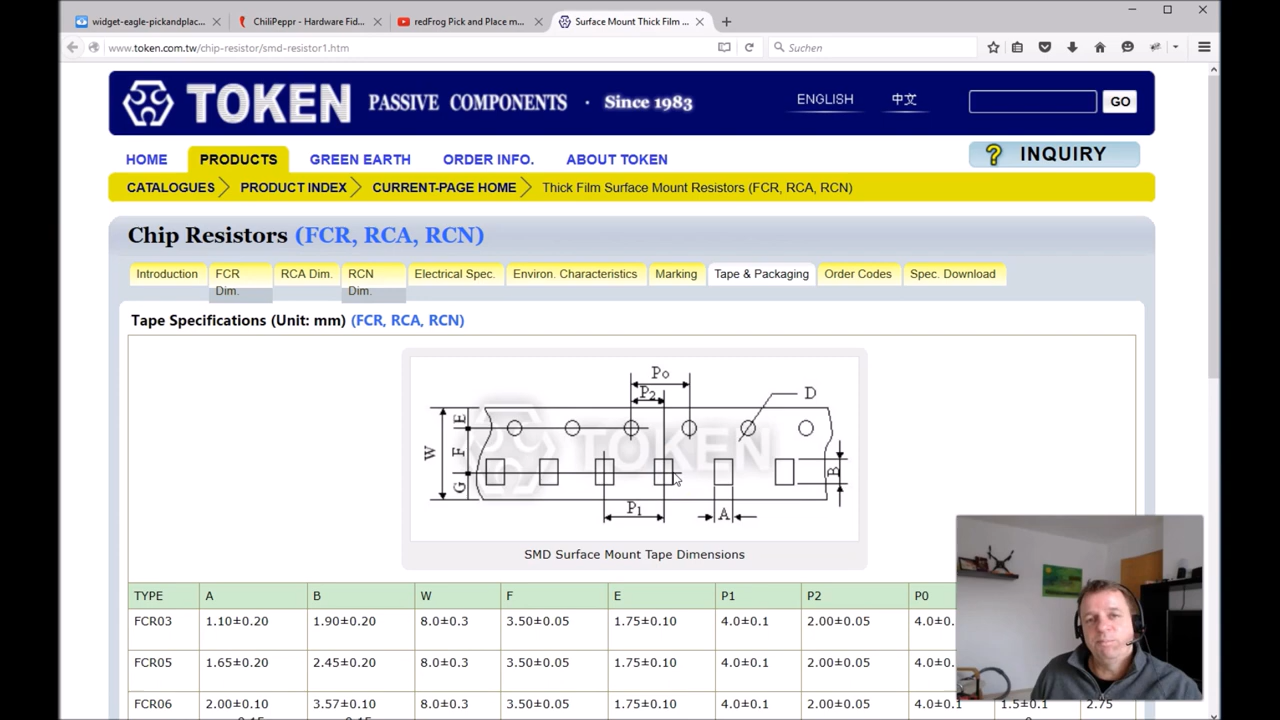 widget-eagle-pickandplac...
ChiliPeppr - Hardware Fid...
redFrog Pick and Place m...
Surface Mount Thick Film ...
www.token.com.tw/chip-resistor/smd-resistor1.htm
Suchen
TOKEN PASSIVE COMPONENTS · Since 1983
ENGLISH 中文 GO
HOME PRODUCTS GREEN EARTH ORDER INFO. ABOUT TOKEN
? INQUIRY
CATALOGUES PRODUCT INDEX CURRENT-PAGE HOME Thick Film Surface Mount Resistors (FCR, RCA, RCN)
Chip Resistors (FCR, RCA, RCN)
Introduction FCR Dim. RCA Dim. RCN Dim. Electrical Spec. Environ. Characteristics Marking Tape & Packaging Order Codes Spec. Download
Tape Specifications (Unit: mm) (FCR, RCA, RCN)
P0
P2
D
E
W
F
TOKEN
B
G
P1
A
SMD Surface Mount Tape Dimensions
TYPE A B W F E P1 P2 P0
FCR03 1.10±0.20 1.90±0.20 8.0±0.3 3.50±0.05 1.75±0.10 4.0±0.1 2.00±0.05 4.0±0.
FCR05 1.65±0.20 2.45±0.20 8.0±0.3 3.50±0.05 1.75±0.10 4.0±0.1 2.00±0.05 4.0±0.
FCR06 2.00±0.10 3.57±0.10 8.0±0.3 3.50±0.05 1.75±0.10 4.0±0.1 2.00±0.05 4.0±0. 1.5±0.1 2.75